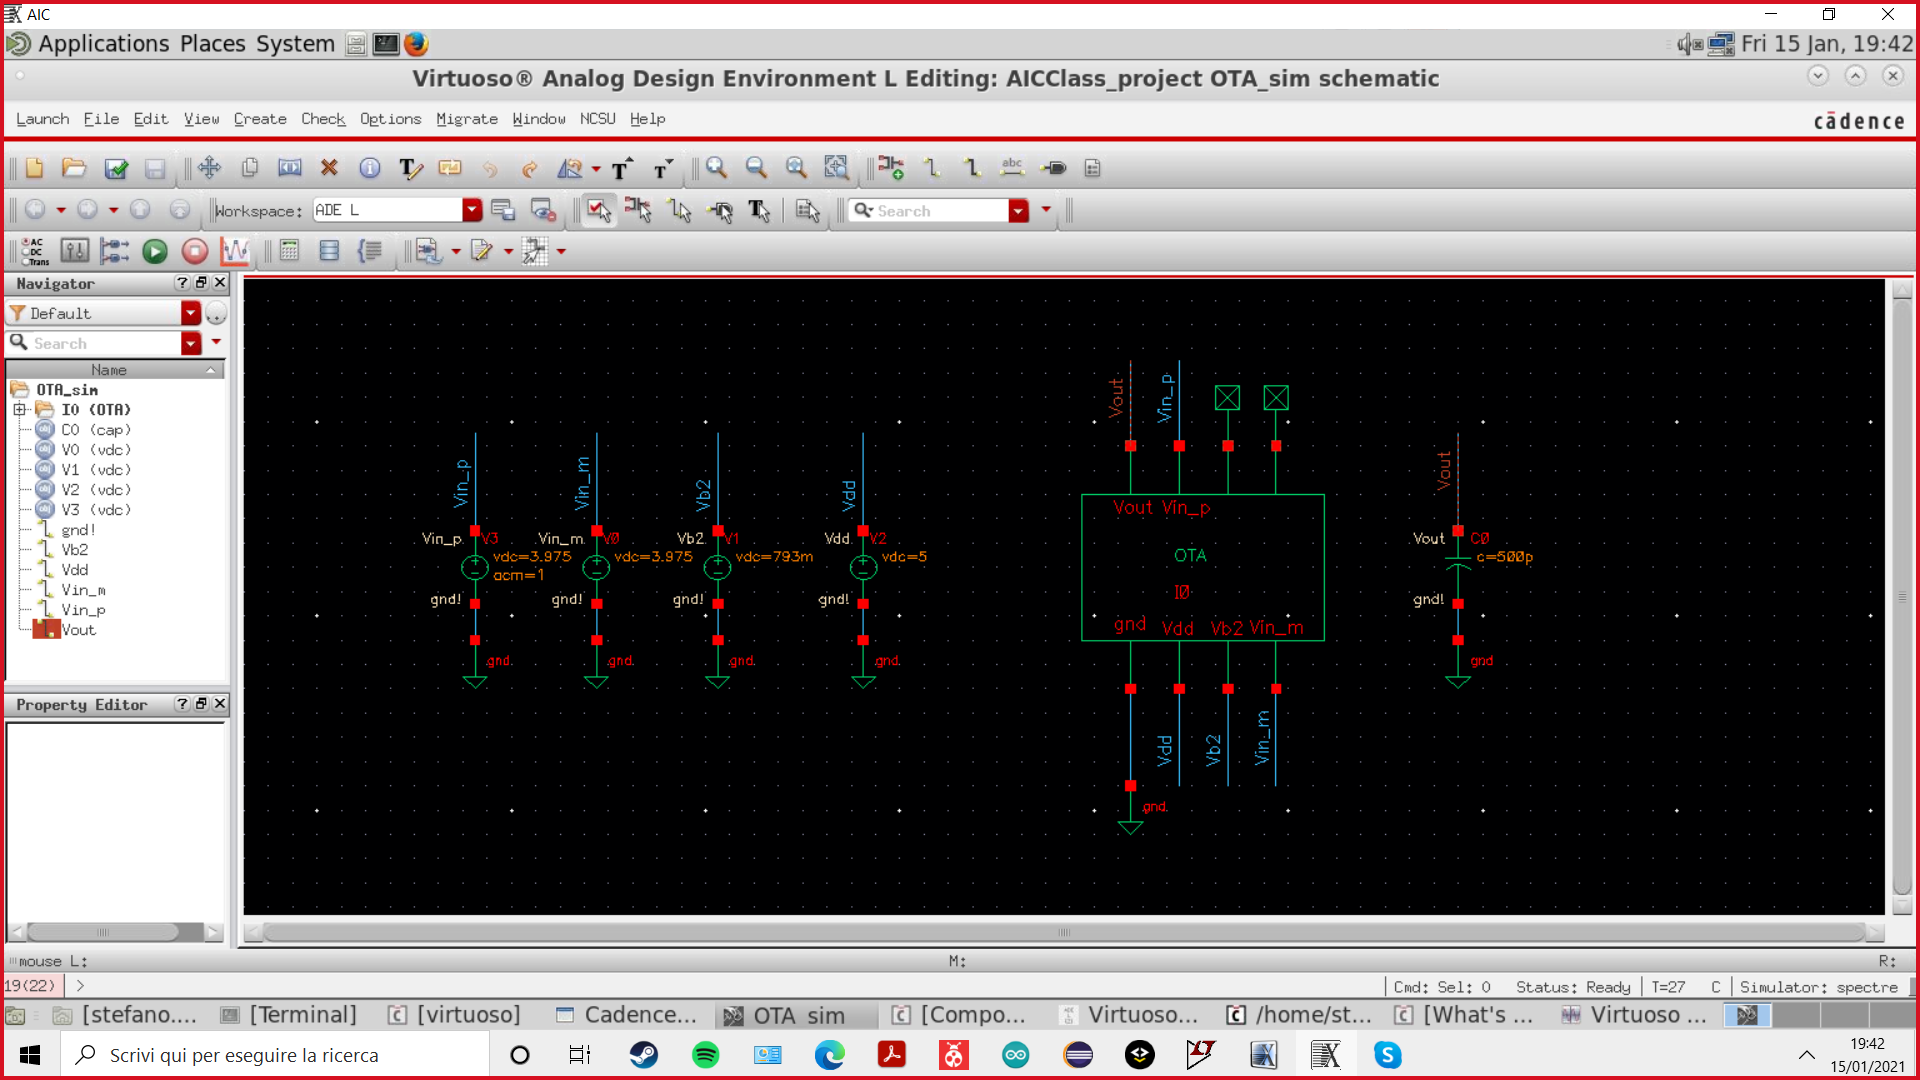 AIC
Applications Places System
Fri 15 Jan, 19:42
Virtuoso® Analog Design Environment L Editing: AICClass_project OTA_sim schematic
Launch File Edit View Create Check Options Migrate Window NCSU Help
cādence
abc
Workspace: ADE L
Search
AC
DC
Trans
Navigator
Default
Search
Name
OTA_sim
I0 (OTA)
C0 (cap)
V0 (vdc)
V1 (vdc)
V2 (vdc)
V3 (vdc)
gnd!
Vb2
Vdd
Vin_m
Vin_p
Vout
Property Editor
Vin_p
Vin_p
V3
vdc=3.975
acm=1
gnd!
gnd
Vin_m
Vin_m
V0
vdc=3.975
gnd!
gnd
Vb2
Vb2
V1
vdc=793m
gnd!
gnd
Vdd
Vdd
V2
vdc=5
gnd!
gnd
Vout
Vin_p
Vout Vin_p
OTA
I0
gnd Vdd Vb2 Vin_m
Vdd
Vb2
Vin_m
gnd
Vout
Vout
C0
c=500p
gnd!
gnd
mouse L:
M:
R:
19(22)
>
Cmd: Sel: 0 Status: Ready T=27 C Simulator: spectre
[stefano....
[Terminal]
[virtuoso]
Cadence...
OTA sim
[Compo...
Virtuoso...
/home/st...
[What's ...
Virtuoso ...
Scrivi qui per eseguire la ricerca
19:42
15/01/2021